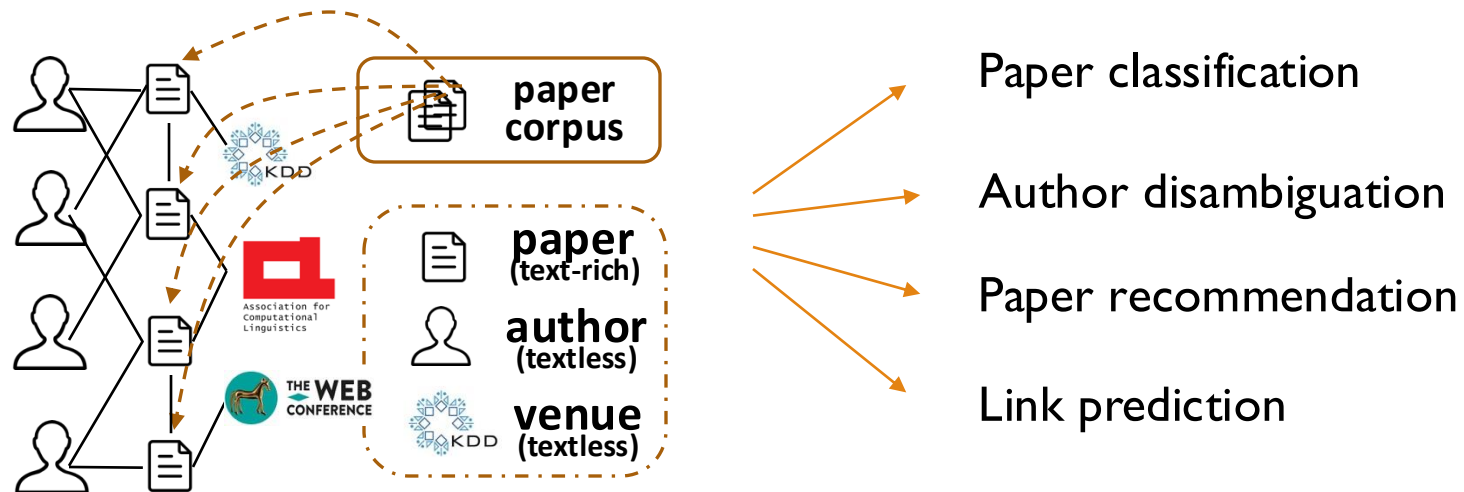 paper
corpus
KDD
Association for
Computational
Linguistics
THE WEB
CONFERENCE
paper
(text-rich)
author
(textless)
venue
KDD
(textless)
Paper classification
Author disambiguation
Paper recommendation
Link prediction